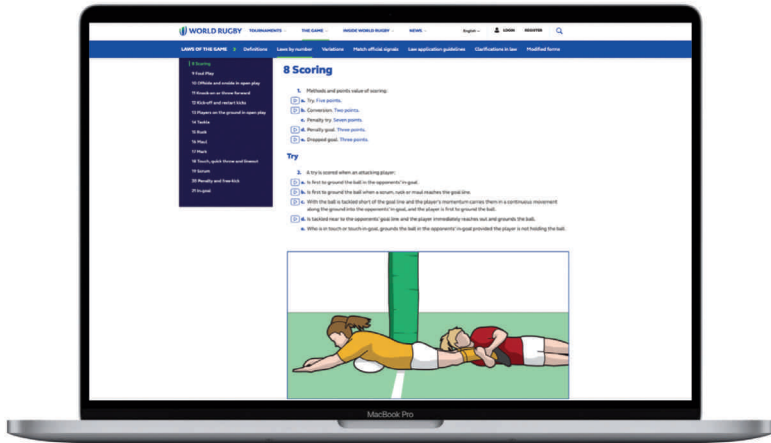 WORLD RUGBY TOURNAMENTS THE GAME INSIDE WORLD RUGBY NEWS English LOGIN REGISTER
LAWS OF THE GAME Definitions Laws by number Variations Match official signals Law application guidelines Clarifications in law Modified forms
8 Scoring
9 Foul Play
10 Offside and onside in open play
11 Knock-on or throw forward
12 Kick-off and restart kicks
13 Players on the ground in open play
14 Tackle
15 Ruck
16 Maul
17 Mark
18 Touch, quick throw and lineout
19 Scrum
20 Penalty and free-kick
21 In-goal
8 Scoring
1. Methods and points value of scoring:
a. Try. Five points.
b. Conversion. Two points.
c. Penalty try. Seven points.
d. Penalty goal. Three points.
e. Dropped goal. Three points.
Try
2. A try is scored when an attacking player:
a. Is first to ground the ball in the opponents' in-goal.
b. Is first to ground the ball when a scrum, ruck or maul reaches the goal line.
c. With the ball is tackled short of the goal line and the player's momentum carries them in a continuous movement
along the ground into the opponents' in-goal, and the player is first to ground the ball.
d. Is tackled near to the opponents' goal line and the player immediately reaches out and grounds the ball.
e. Who is in touch or touch-in-goal, grounds the ball in the opponents' in-goal provided the player is not holding the ball.
MacBook Pro